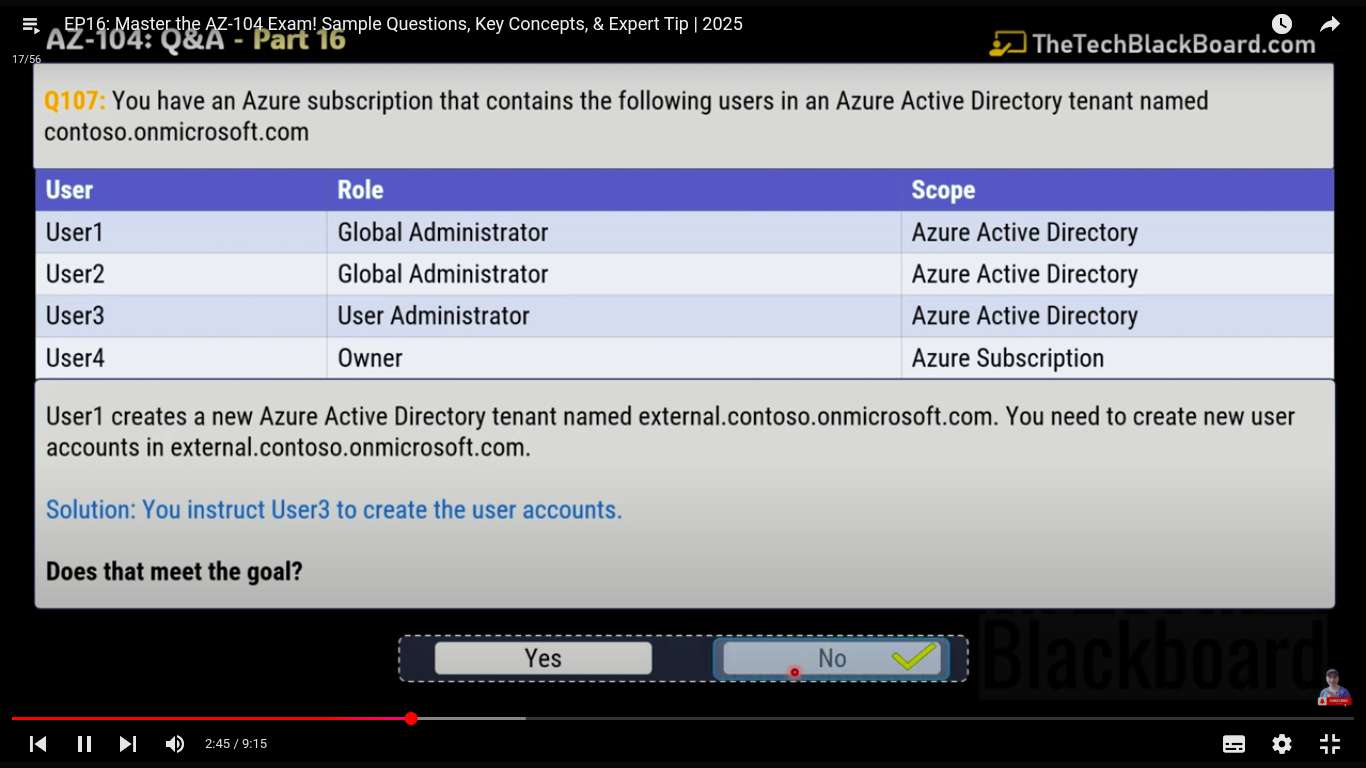 EP16: Master the AZ-104 Exam! Sample Questions, Key Concepts, & Expert Tip | 2025
AZ-104: Q&A - Part 16
TheTechBlackBoard.com
17/56
Q107: You have an Azure subscription that contains the following users in an Azure Active Directory tenant named
contoso.onmicrosoft.com
User Role Scope
User1 Global Administrator Azure Active Directory
User2 Global Administrator Azure Active Directory
User3 User Administrator Azure Active Directory
User4 Owner Azure Subscription
User1 creates a new Azure Active Directory tenant named external.contoso.onmicrosoft.com. You need to create new user
accounts in external.contoso.onmicrosoft.com.
Solution: You instruct User3 to create the user accounts.
Does that meet the goal?
Yes No
Blackboard
2:45 / 9:15